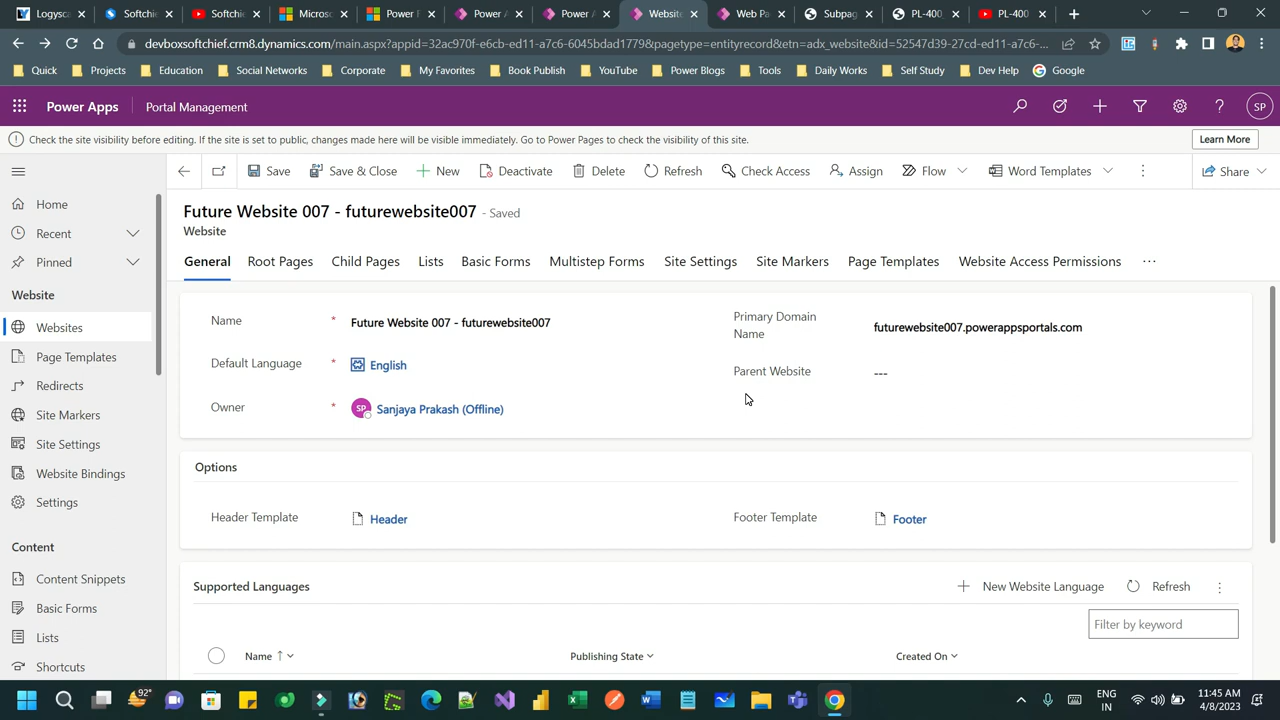 Logysca
Softchie
Softchie
Micros
Power F
Power A
Power A
Website
Web Pa
Subpag
PL-400_
PL-400
devboxsoftchief.crm8.dynamics.com/main.aspx?appid=32ac970f-e6cb-ed11-a7c6-6045bdad1779&pagetype=entityrecord&etn=adx_website&id=52547d39-27cd-ed11-a7c6-...
Quick
Projects
Education
Social Networks
Corporate
My Favorites
Book Publish
YouTube
Power Blogs
Tools
Daily Works
Self Study
Dev Help
Google
Power Apps
Portal Management
SP
Check the site visibility before editing. If the site is set to public, changes made here will be visible immediately. Go to Power Pages to check the visibility of this site.
Learn More
Save
Save & Close
New
Deactivate
Delete
Refresh
Check Access
Assign
Flow
Word Templates
Share
Home
Recent
Pinned
Website
Websites
Page Templates
Redirects
Site Markers
Site Settings
Website Bindings
Settings
Content
Content Snippets
Basic Forms
Lists
Shortcuts
Future Website 007 - futurewebsite007 - Saved
Website
General
Root Pages
Child Pages
Lists
Basic Forms
Multistep Forms
Site Settings
Site Markers
Page Templates
Website Access Permissions
Name * Future Website 007 - futurewebsite007
Default Language * English
Owner * SP Sanjaya Prakash (Offline)
Primary Domain
Name
futurewebsite007.powerappsportals.com
Parent Website ---
Options
Header Template Header
Footer Template Footer
Supported Languages
New Website Language
Refresh
Filter by keyword
Name
Publishing State
Created On
92°
ENG
IN
11:45 AM
4/8/2023